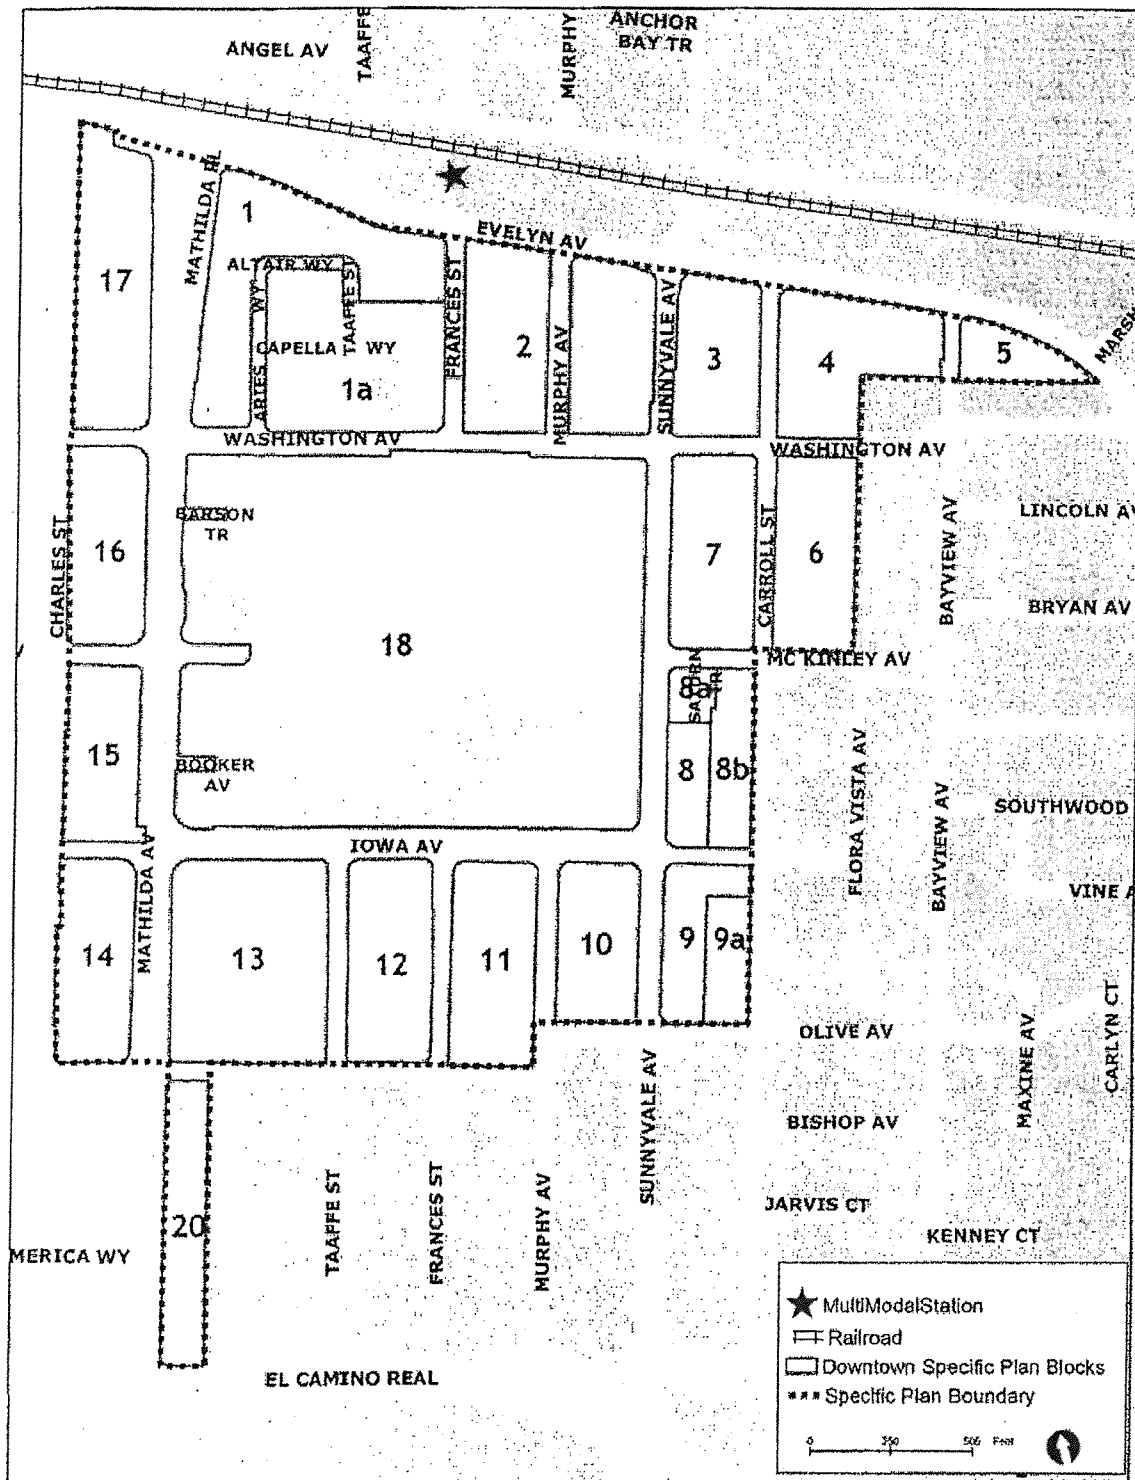 ANCHOR
BAY TR
ANGEL AV
TAAFFE
MURPHY
MATHILDA PL
1
EVELYN AV
17
ALTAIR WY
TAAFFE ST
FRANCES ST
SUNNYVALE AV
MARSH
ARIES WY
CAPELLA WY
1a
2
MURPHY AV
3
4
5
WASHINGTON AV
WASHINGTON AV
LINCOLN AV
TR
CHARLES ST
16
7
CARROLL ST
6
BAYVIEW AV
BRYAN AV
18
MC KINLEY AV
8a
SATURN TR
15
BOOKER
AV
8
8b
FLORA VISTA AV
BAYVIEW AV
SOUTHWOOD
MATHILDA AV
IOWA AV
VINE A
14
13
12
11
10
9
9a
OLIVE AV
MAXINE AV
CARLYN CT
SUNNYVALE AV
BISHOP AV
TAAFFE ST
FRANCES ST
MURPHY AV
JARVIS CT
20
KENNEY CT
MERICA WY
EL CAMINO REAL
MultiModalStation
Railroad
Downtown Specific Plan Blocks
Specific Plan Boundary
0
Feet